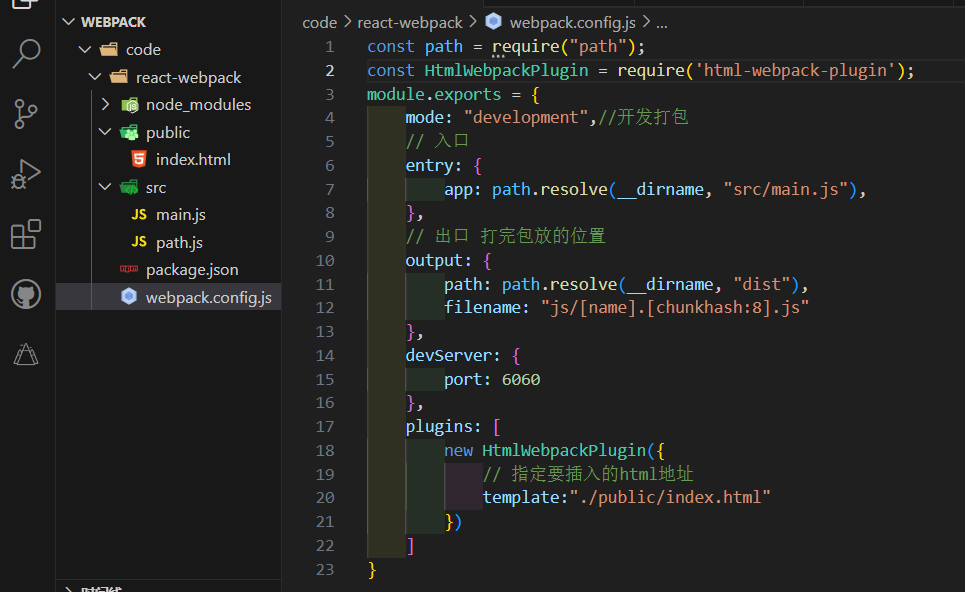 WEBPACK
code
react-webpack
node_modules
public
index.html
src
JS main.js
JS path.js
package.json
webpack.config.js
code > react-webpack > webpack.config.js > ...
1 const path = require("path");
2 const HtmlWebpackPlugin = require('html-webpack-plugin');
3 module.exports = {
4 mode: "development",//开发打包
5 // 入口
6 entry: {
7 app: path.resolve(__dirname, "src/main.js"),
8 },
9 // 出口 打完包放的位置
10 output: {
11 path: path.resolve(__dirname, "dist"),
12 filename: "js/[name].[chunkhash:8].js"
13 },
14 devServer: {
15 port: 6060
16 },
17 plugins: [
18 new HtmlWebpackPlugin({
19 // 指定要插入的html地址
20 template:"./public/index.html"
21 })
22 ]
23 }